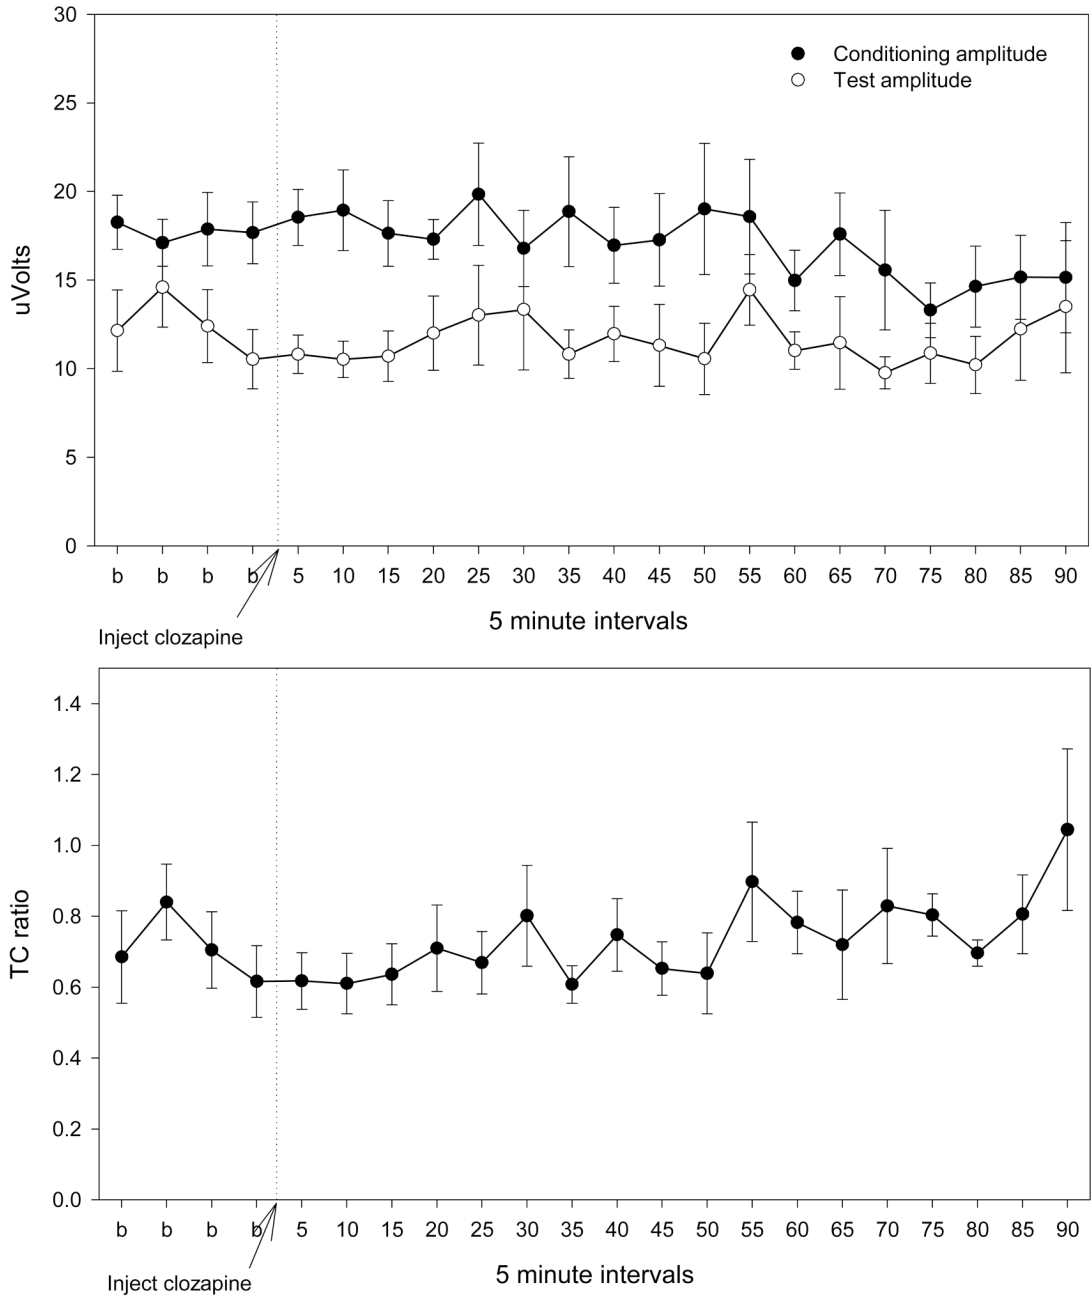 30
25
20
15
10
5
0
uVolts
Conditioning amplitude
Test amplitude
b b b b 5 10 15 20 25 30 35 40 45 50 55 60 65 70 75 80 85 90
5 minute intervals
Inject clozapine
1.4
1.2
1.0
0.8
0.6
0.4
0.2
0.0
TC ratio
b b b b 5 10 15 20 25 30 35 40 45 50 55 60 65 70 75 80 85 90
5 minute intervals
Inject clozapine